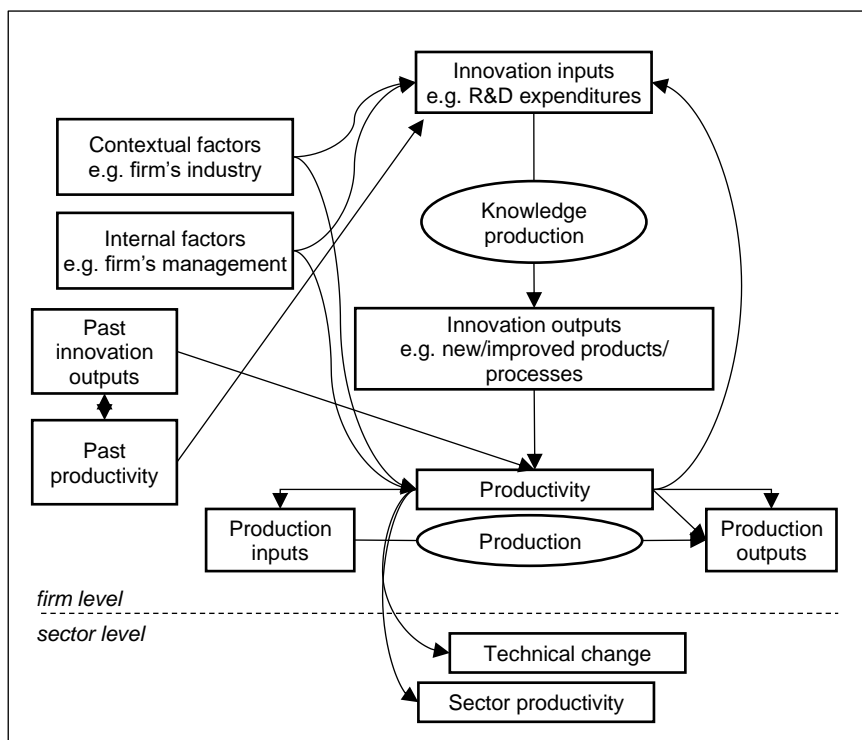 Innovation inputs
e.g. R&D expenditures
Contextual factors
e.g. firm's industry
Knowledge
production
Internal factors
e.g. firm's management
Past
innovation
outputs
Innovation outputs
e.g. new/improved products/
processes
Past
productivity
Productivity
Production
inputs
Production
Production
outputs
firm level
sector level
Technical change
Sector productivity